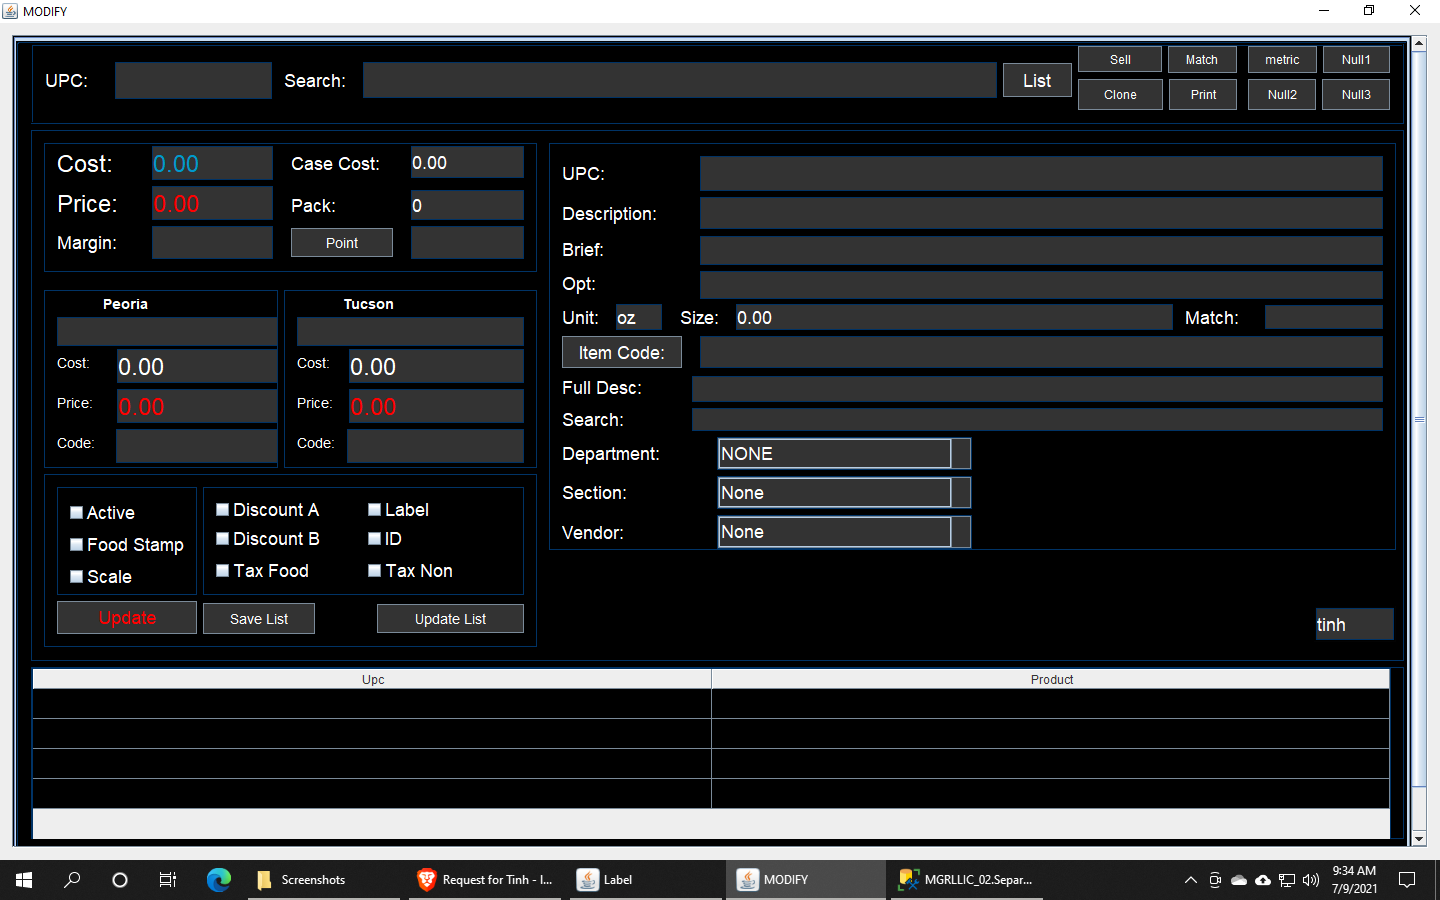 MODIFY
UPC:
Search:
List
Sell
Match
metric
Null1
Clone
Print
Null2
Null3
Cost:
0.00
Case Cost:
0.00
Price:
0.00
Pack:
0
Margin:
Point
Peoria
Cost:
0.00
Price:
0.00
Code:
Tucson
Cost:
0.00
Price:
0.00
Code:
Active
Food Stamp
Scale
Discount A
Label
Discount B
ID
Tax Food
Tax Non
Update
Save List
Update List
UPC:
Description:
Brief:
Opt:
Unit:
oz
Size:
0.00
Match:
Item Code:
Full Desc:
Search:
Department:
NONE
Section:
None
Vendor:
None
tinh
Upc
Product
Screenshots
Request for Tinh - I...
Label
MODIFY
MGRLLIC_02.Separ...
9:34 AM
7/9/2021